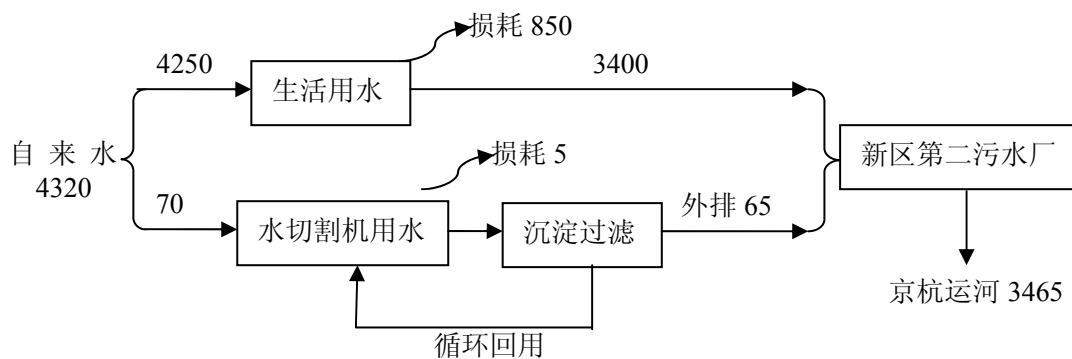 损耗 850
4250
3400
生活用水
自 来 水
4320
新区第二污水厂
损耗 5
70
外排 65
水切割机用水
沉淀过滤
京杭运河 3465
循环回用